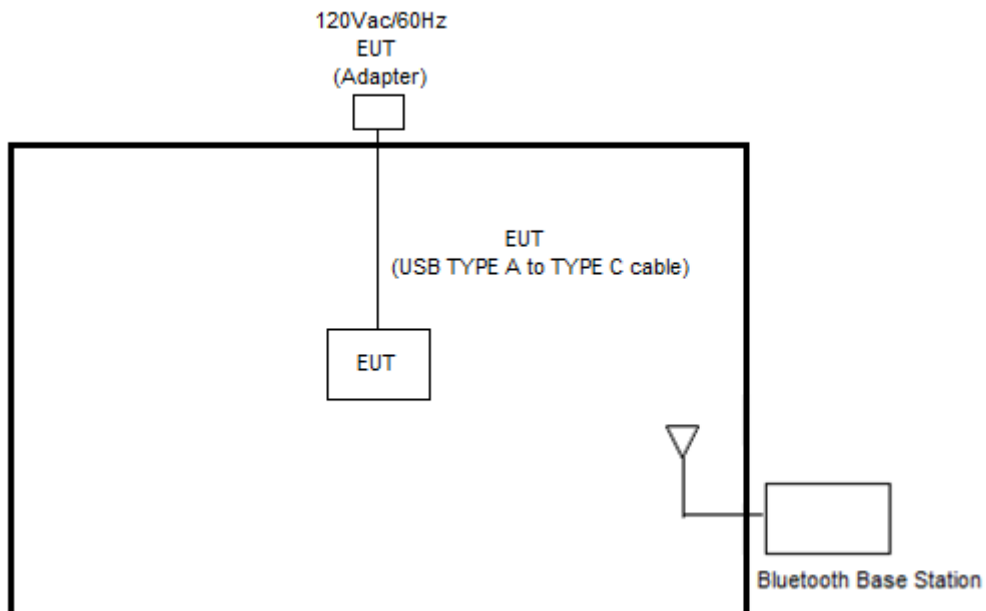 120Vac/60Hz
EUT
(Adapter)
EUT
(USB TYPE A to TYPE C cable)
EUT
Bluetooth Base Station